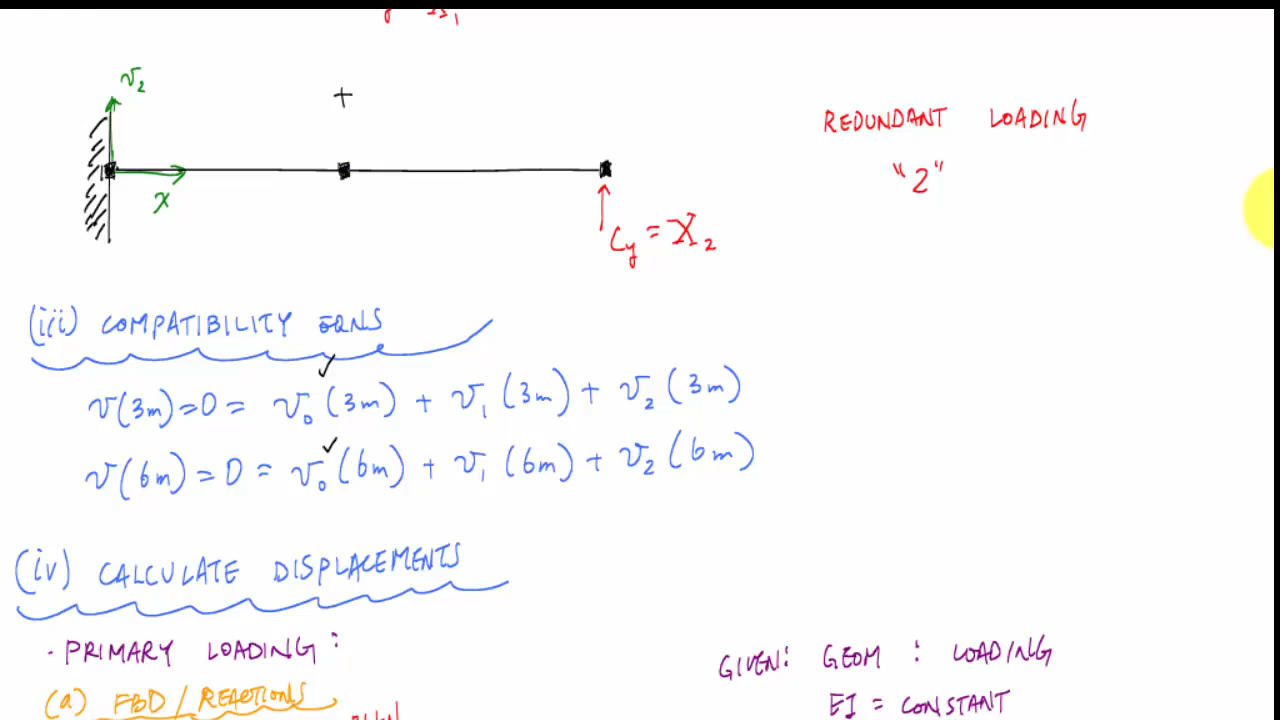 v₂
+
REDUNDANT LOADING
"2"
x
Cy = X₂
(iii) COMPATIBILITY EQNS
v(3m)=0= v₀(3m) + v₁(3m) + v₂(3m)
v(6m)=0= v₀(6m) + v₁(6m) + v₂(6m)
(iv) CALCULATE DISPLACEMENTS
· PRIMARY LOADING:
GIVEN: GEOM : LOADING
(a) FBD / REACTIONS
EI = CONSTANT